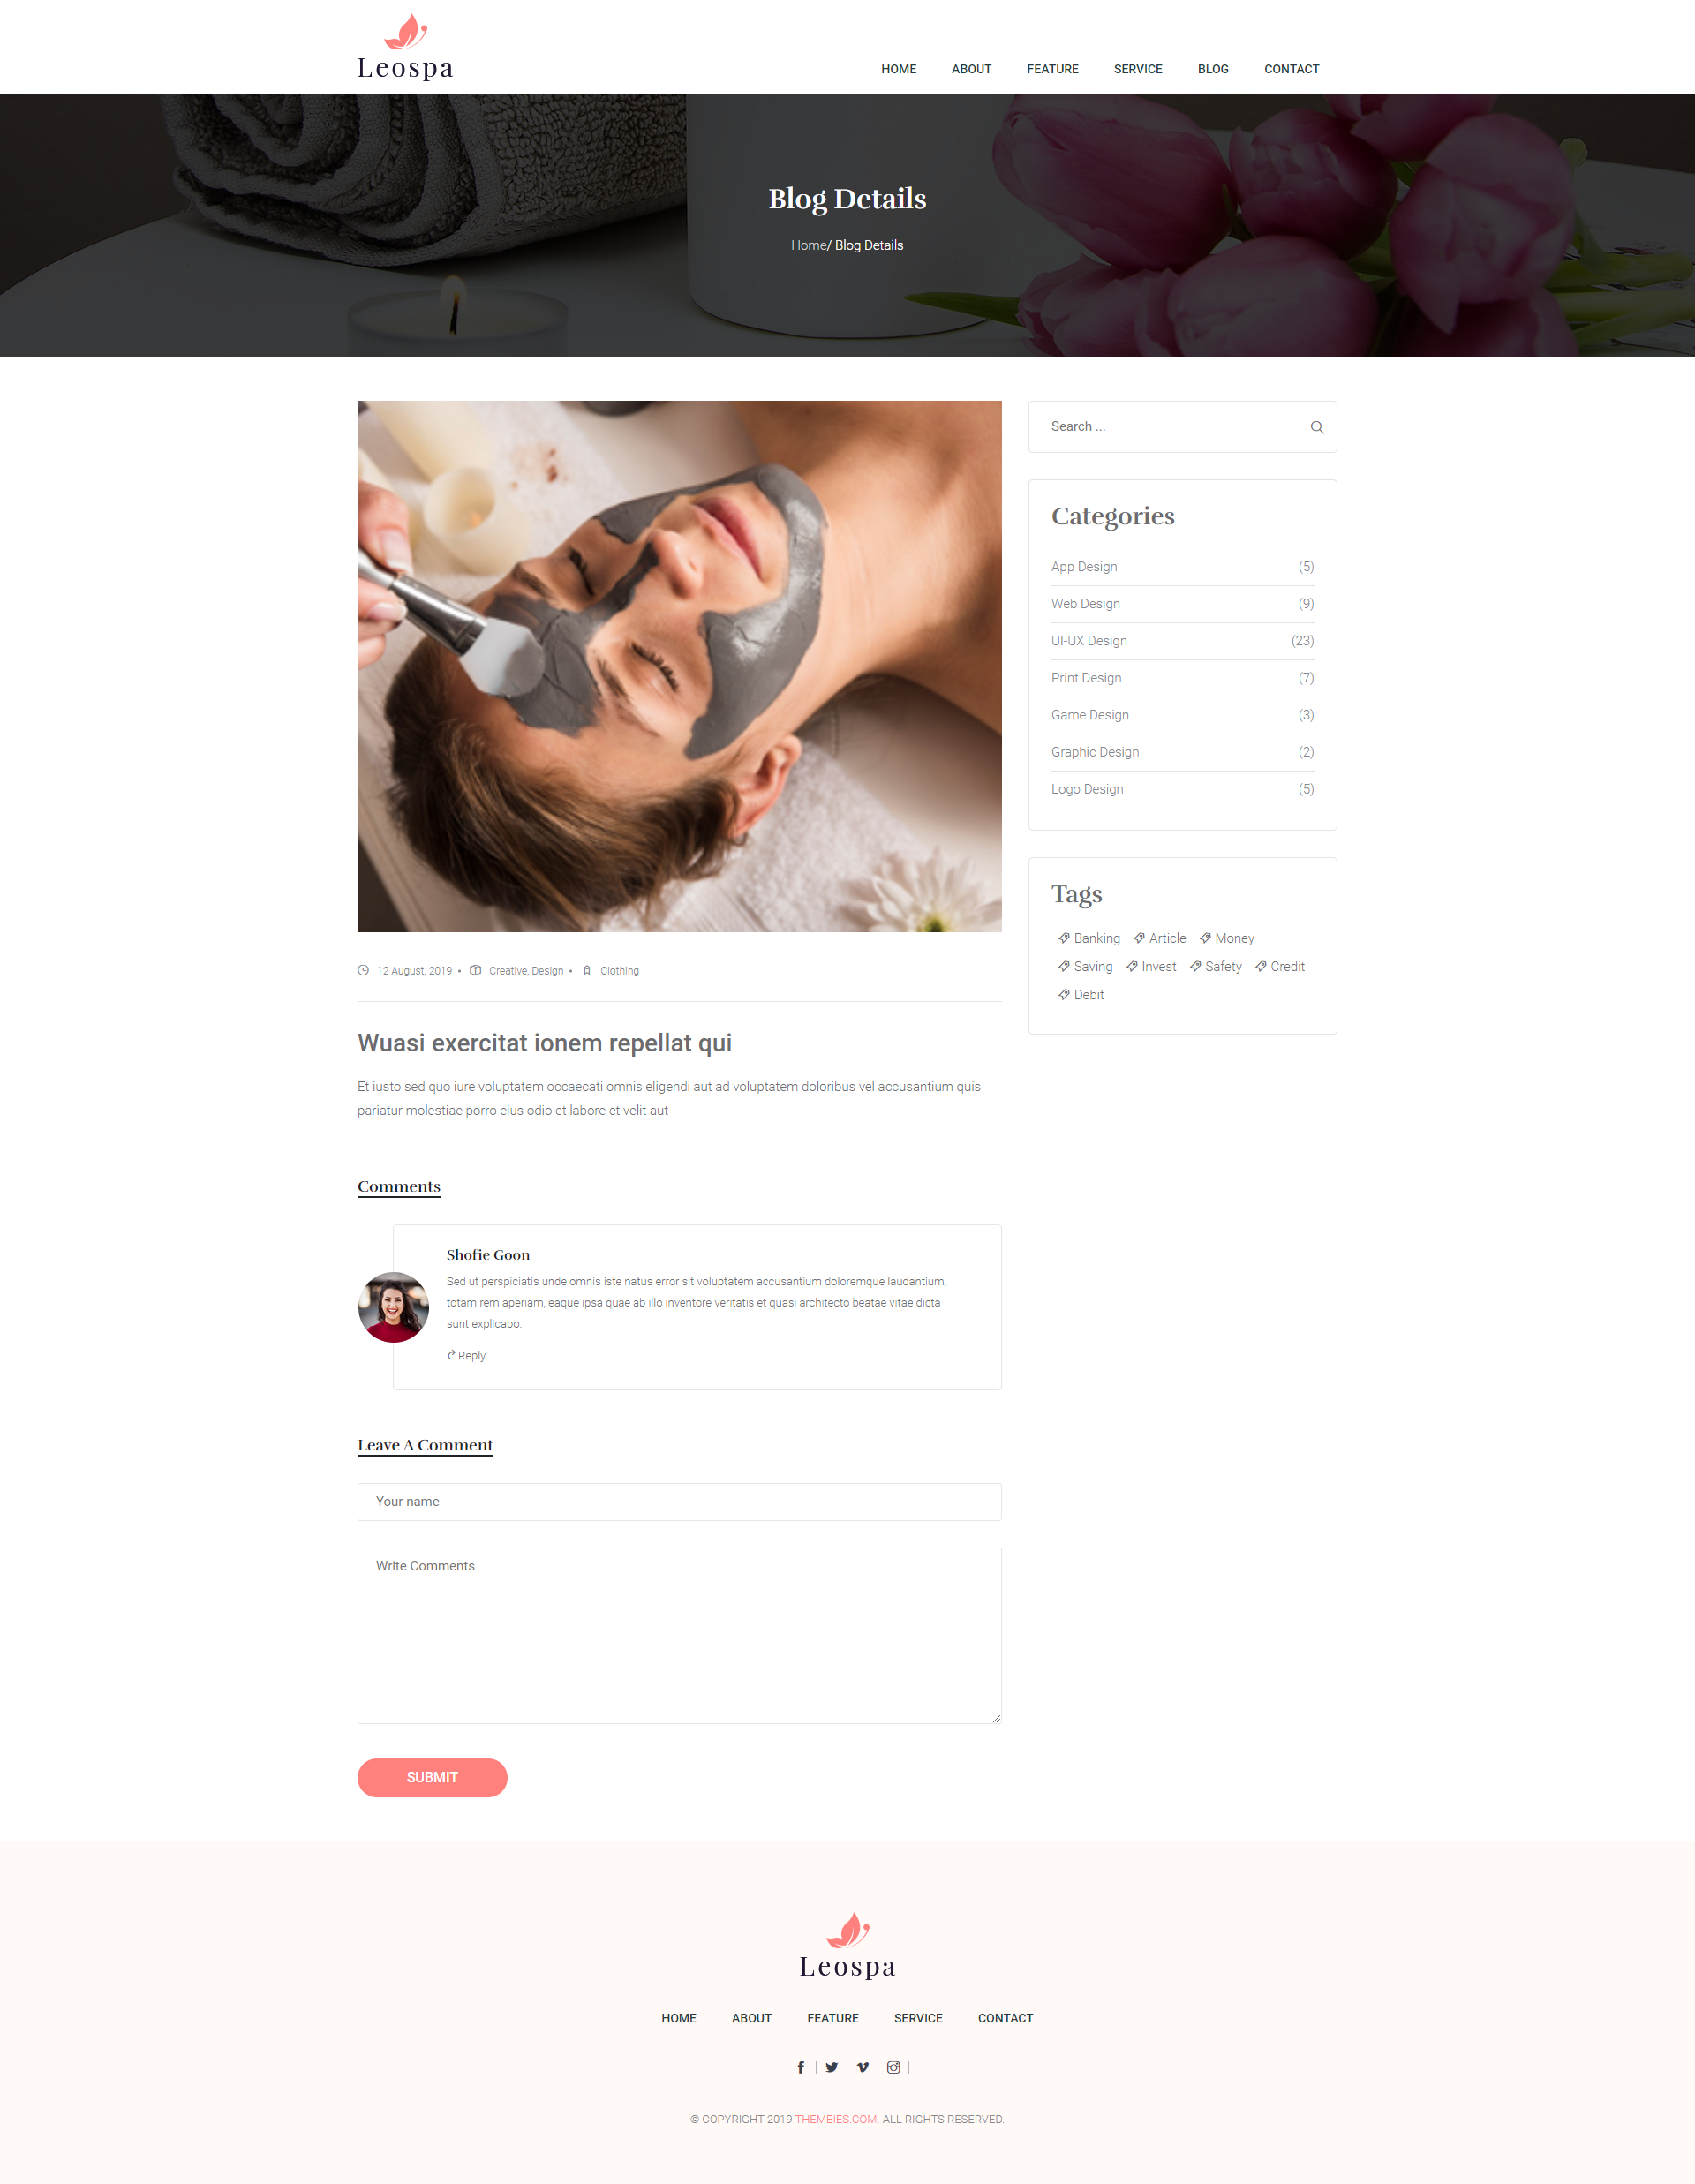 Leospa
HOME ABOUT FEATURE SERVICE BLOG CONTACT
Blog Details
Home/ Blog Details
12 August, 2019 • Creative, Design • Clothing
Wuasi exercitat ionem repellat qui
Et iusto sed quo iure voluptatem occaecati omnis eligendi aut ad voluptatem doloribus vel accusantium quis
pariatur molestiae porro eius odio et labore et velit aut
Comments
Shofie Goon
Sed ut perspiciatis unde omnis iste natus error sit voluptatem accusantium doloremque laudantium,
totam rem aperiam, eaque ipsa quae ab illo inventore veritatis et quasi architecto beatae vitae dicta
sunt explicabo.
Reply
Leave A Comment
Your name
Write Comments
SUBMIT
Search ...
Categories
App Design (5)
Web Design (9)
UI-UX Design (23)
Print Design (7)
Game Design (3)
Graphic Design (2)
Logo Design (5)
Tags
Banking Article Money
Saving Invest Safety Credit
Debit
Leospa
HOME ABOUT FEATURE SERVICE CONTACT
© COPYRIGHT 2019 THEMEIES.COM. ALL RIGHTS RESERVED.